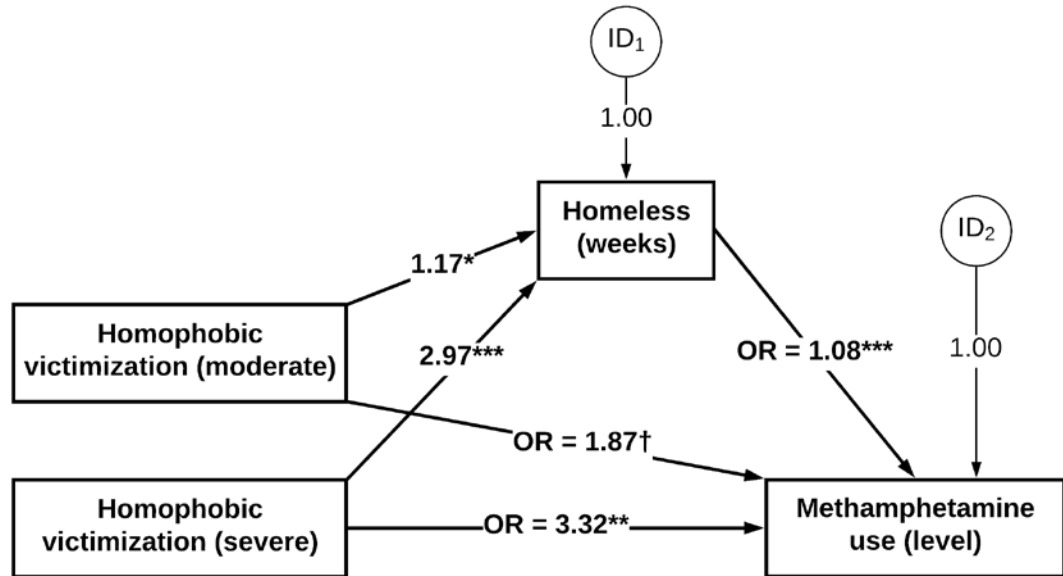 ID₁
1.00
Homeless
(weeks)
ID₂
1.17*
Homophobic
victimization (moderate)
2.97***
OR = 1.08***
1.00
OR = 1.87†
Homophobic
victimization (severe)
OR = 3.32**
Methamphetamine
use (level)